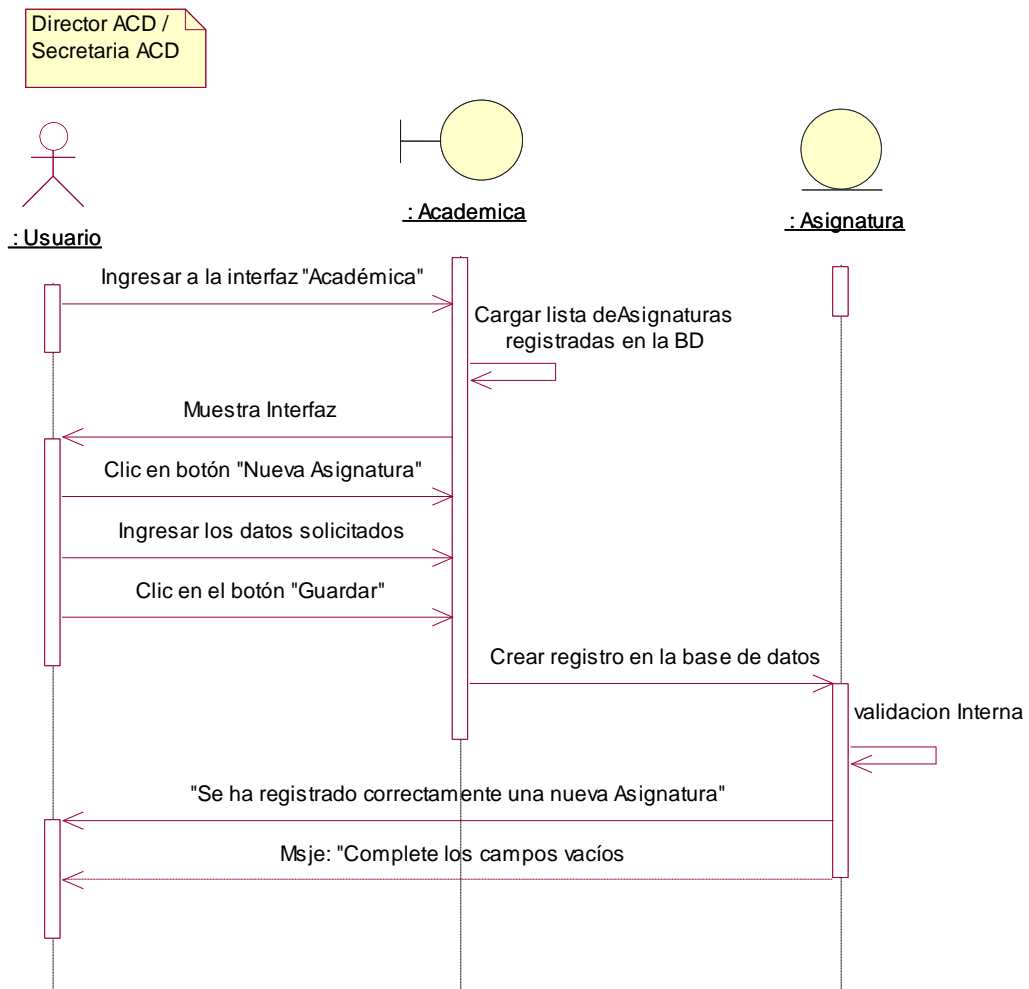 Director ACD /
Secretaria ACD
: Academica
: Asignatura
: Usuario
Ingresar a la interfaz "Académica"
Cargar lista deAsignaturas
registradas en la BD
Muestra Interfaz
Clic en botón "Nueva Asignatura"
Ingresar los datos solicitados
Clic en el botón "Guardar"
Crear registro en la base de datos
validacion Interna
"Se ha registrado correctamente una nueva Asignatura"
Msje: "Complete los campos vacíos